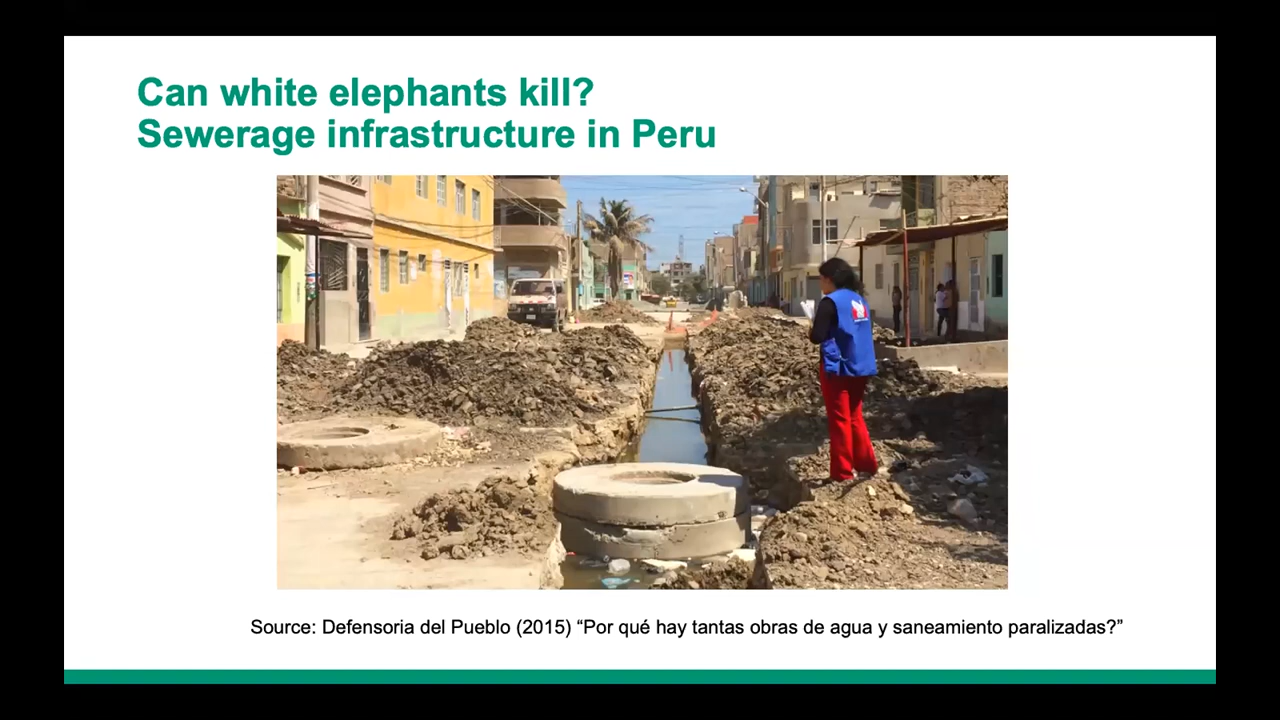 Can white elephants kill?
Sewerage infrastructure in Peru
Source: Defensoria del Pueblo (2015) “Por qué hay tantas obras de agua y saneamiento paralizadas?”